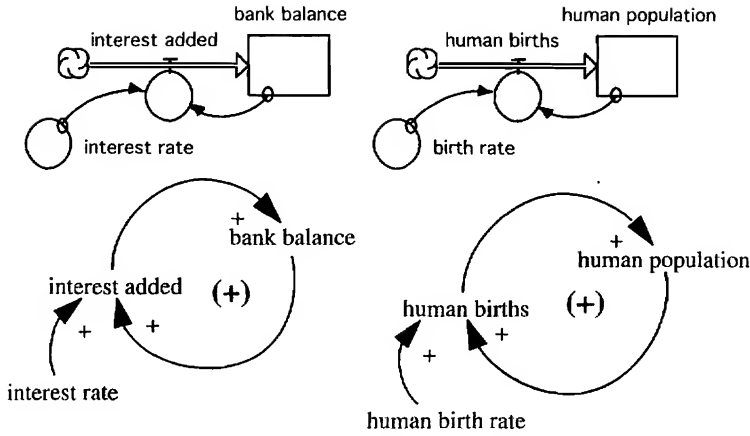 bank balance
interest added
interest rate
human population
human births
birth rate
+
bank balance
interest added
(+)
+
+
interest rate
+
human population
human births
(+)
+
+
human birth rate